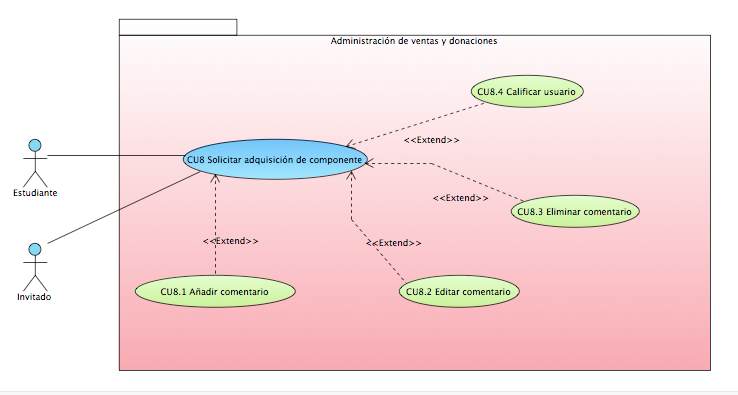 Administración de ventas y donaciones
CU8.4 Calificar usuario
<<Extend>>
CU8 Solicitar adquisición de componente
Estudiante
<<Extend>>
CU8.3 Eliminar comentario
<<Extend>>
<<Extend>>
Invitado
CU8.1 Añadir comentario
CU8.2 Editar comentario